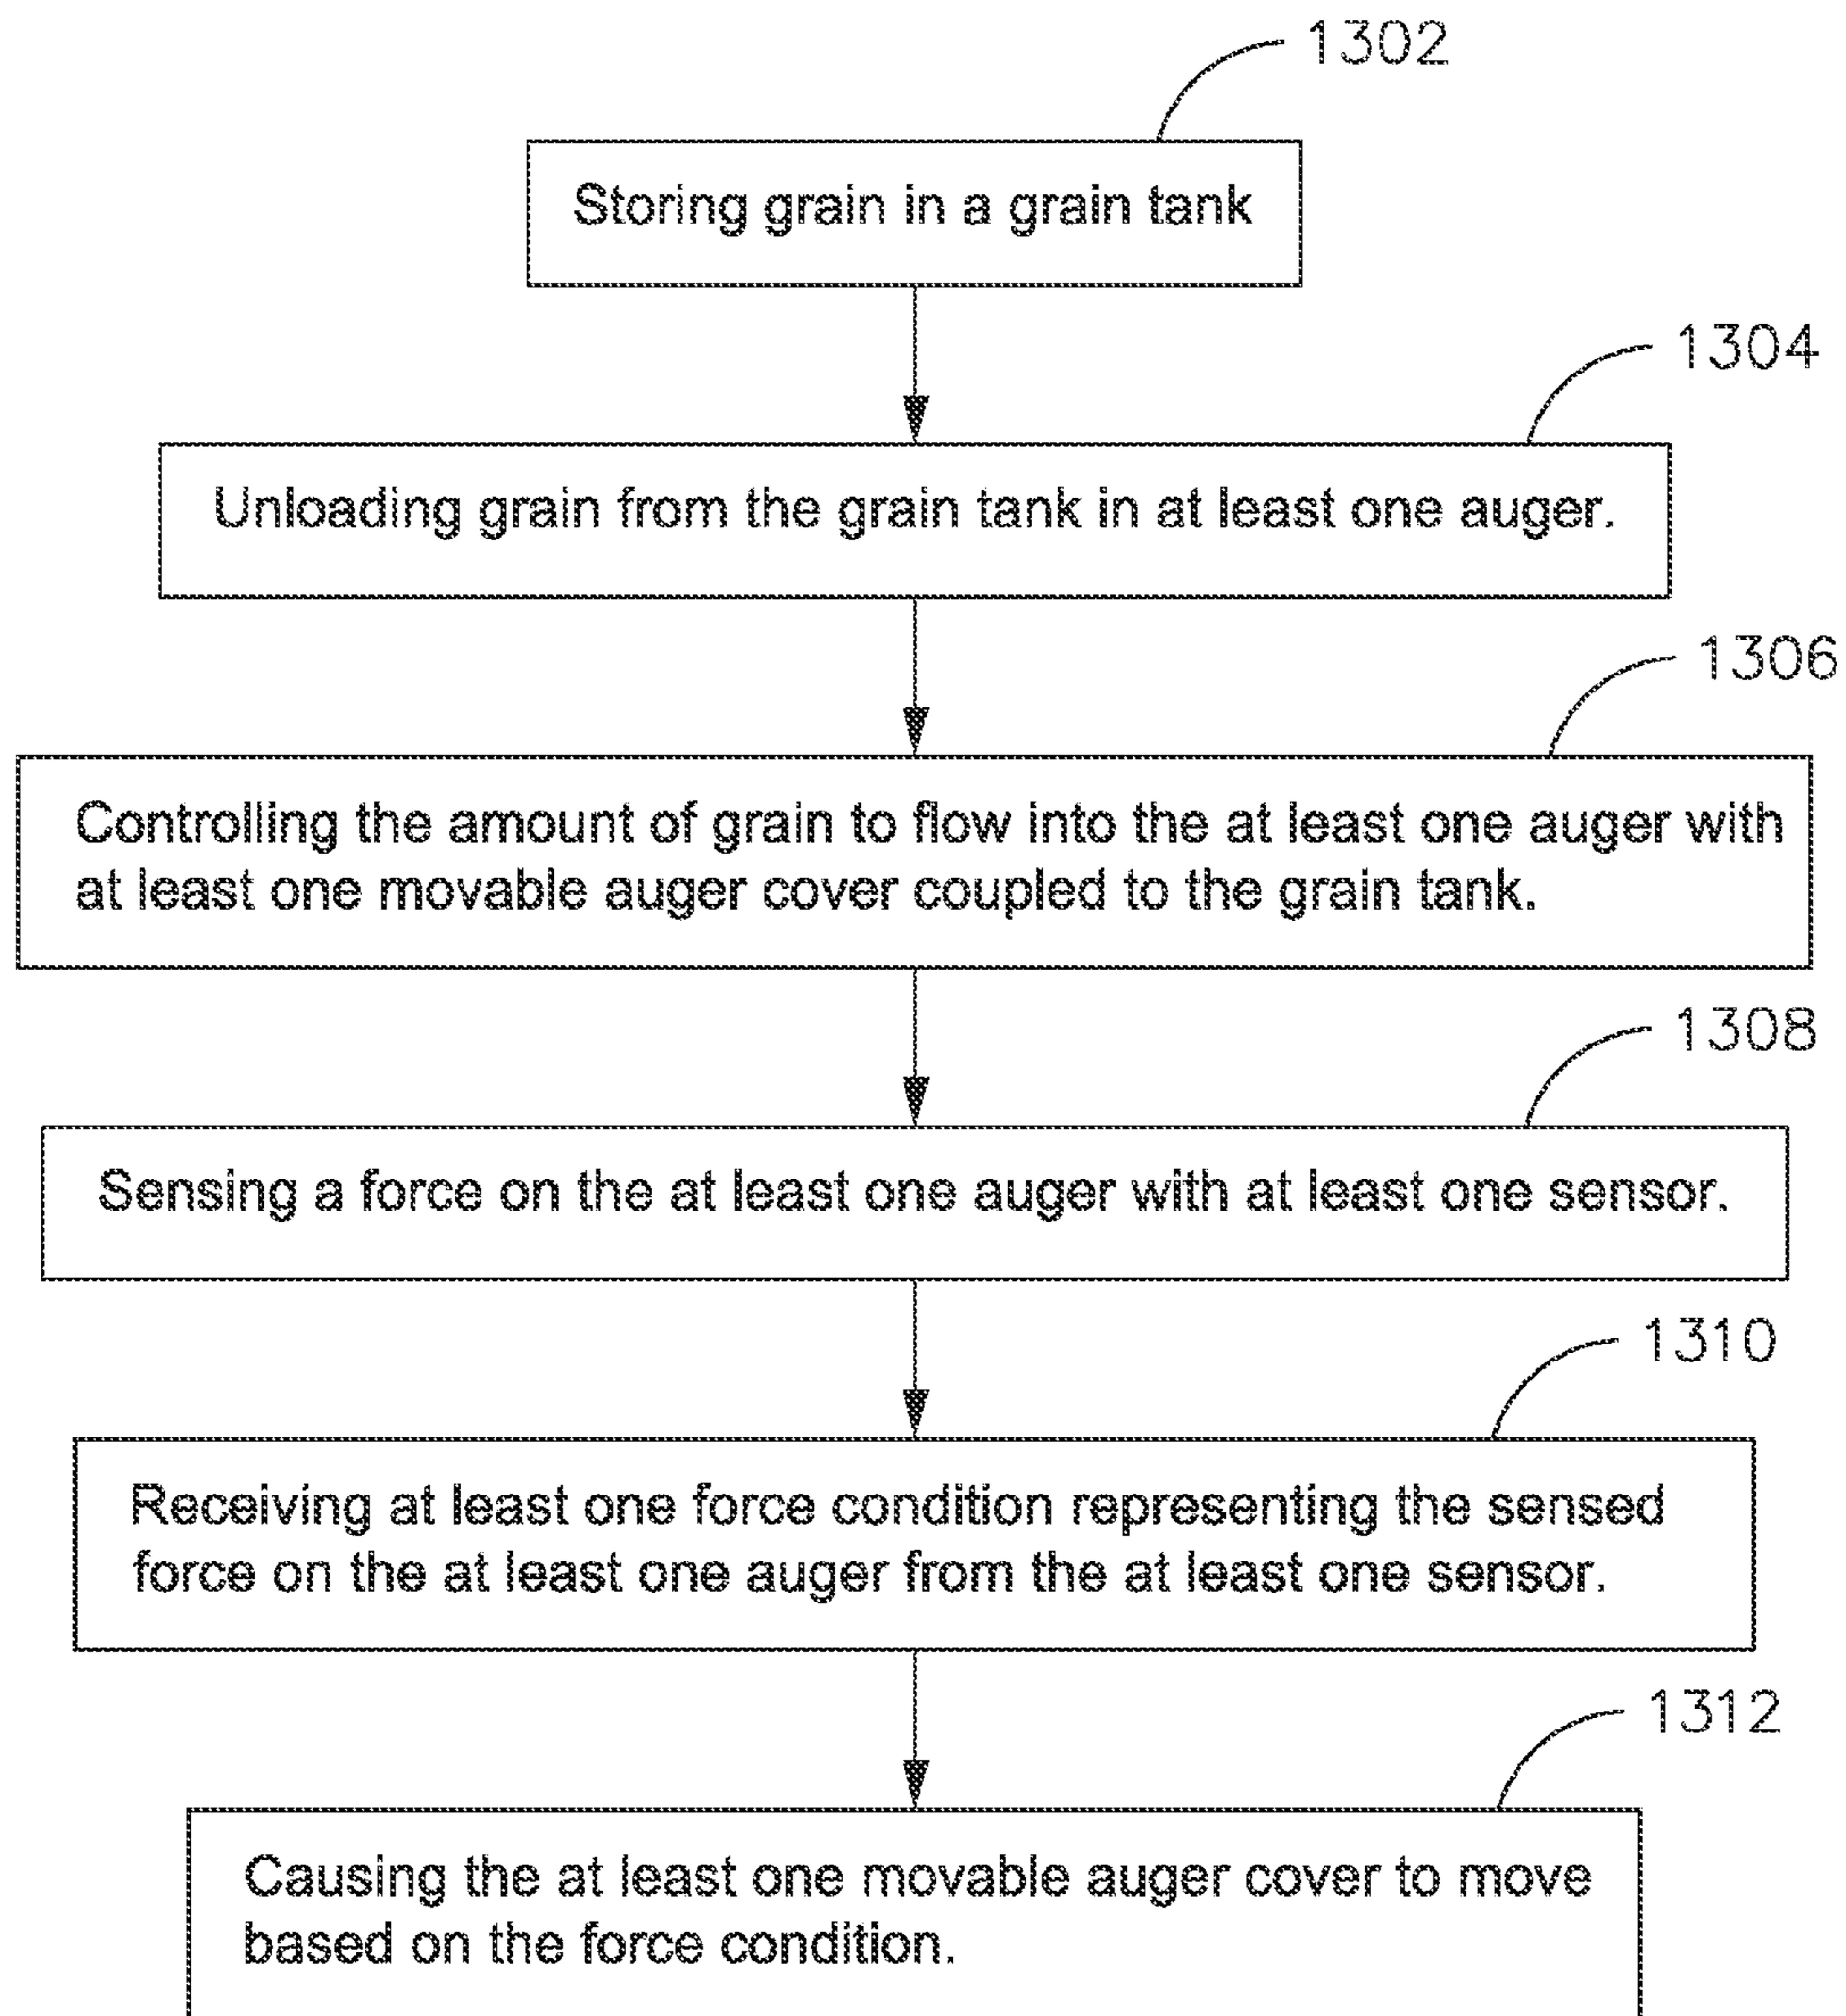 1302
Storing grain in a grain tank
1304
Unloading grain from the grain tank in at least one auger.
1306
Controlling the amount of grain to flow into the at least one auger with
at least one movable auger cover coupled to the grain tank.
1308
Sensing a force on the at least one auger with at least one sensor.
1310
Receiving at least one force condition representing the sensed
force on the at least one auger from the at least one sensor.
1312
Causing the at least one movable auger cover to move
based on the force condition.